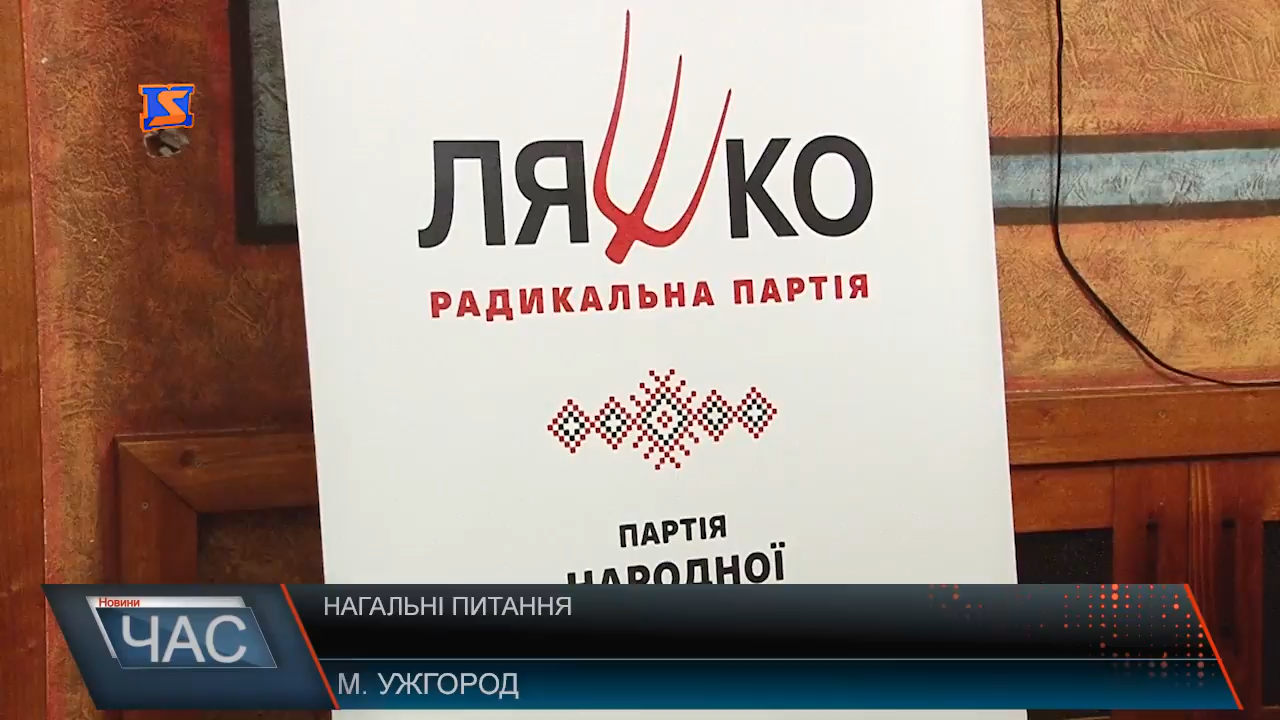 ЛЯШКО
РАДИКАЛЬНА ПАРТІЯ
ПАРТІЯ
НАРОДНОЇ
Новини
ЧАС
НАГАЛЬНІ ПИТАННЯ
М. УЖГОРОД